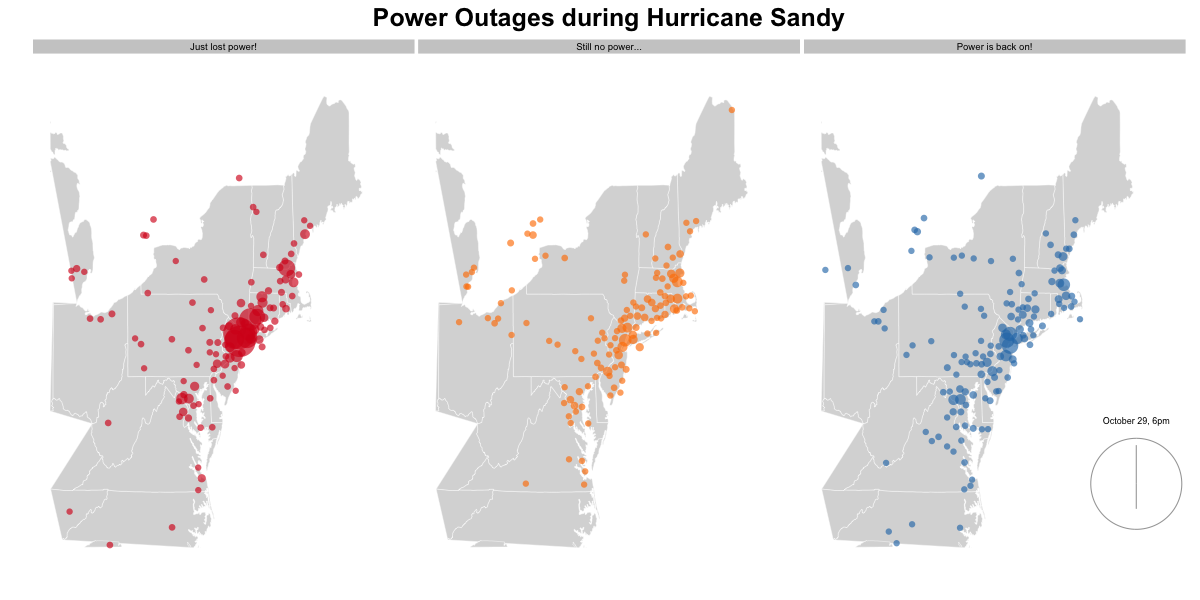 Power Outages during Hurricane Sandy
Just lost power!
Still no power...
Power is back on!
October 29, 6pm